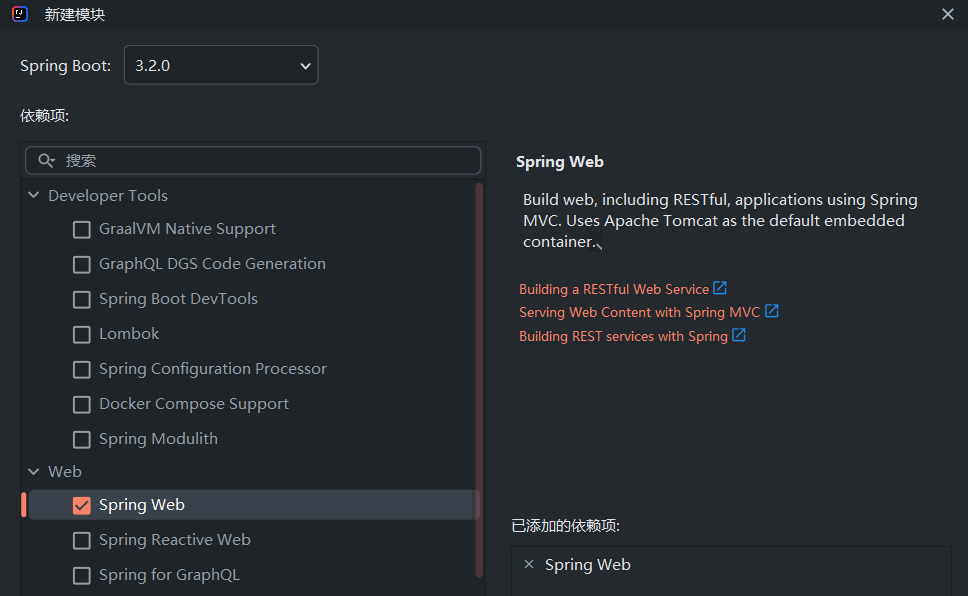 新建模块
Spring Boot:
3.2.0
依赖项:
搜索
Developer Tools
GraalVM Native Support
GraphQL DGS Code Generation
Spring Boot DevTools
Lombok
Spring Configuration Processor
Docker Compose Support
Spring Modulith
Web
Spring Web
Spring Reactive Web
Spring for GraphQL
Spring Web
Build web, including RESTful, applications using Spring
MVC. Uses Apache Tomcat as the default embedded
container.
Building a RESTful Web Service
Serving Web Content with Spring MVC
Building REST services with Spring
已添加的依赖项:
Spring Web